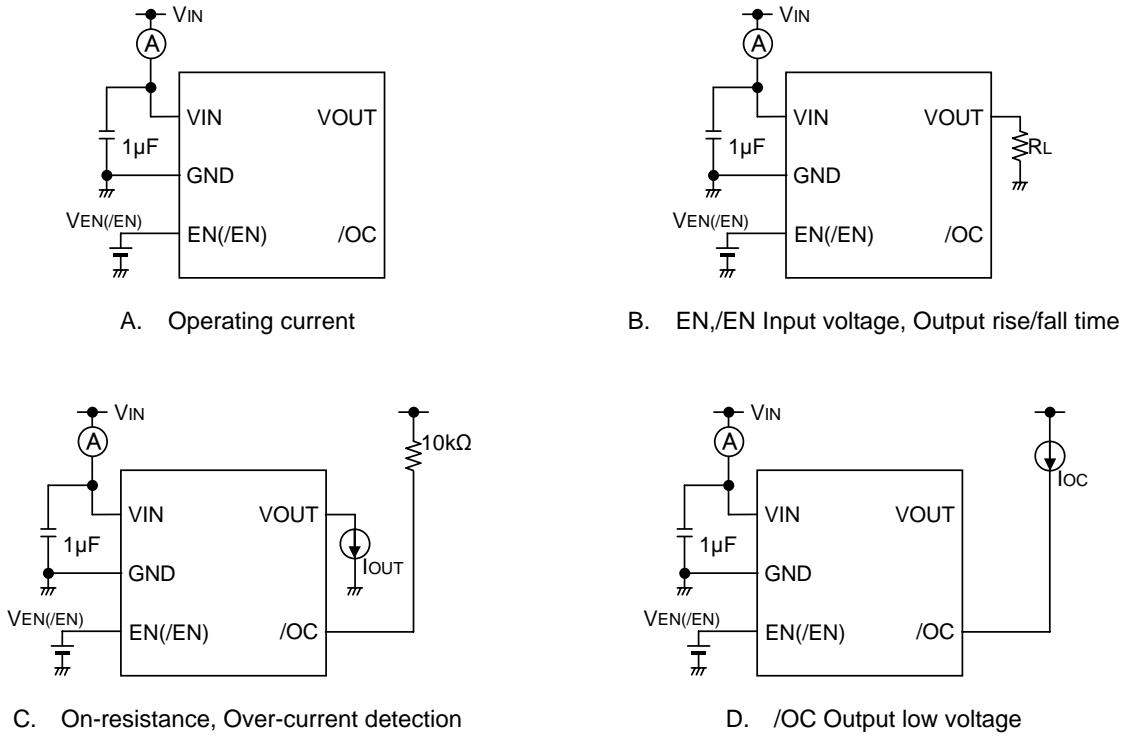 VIN
A
VIN VOUT
1µF
GND
VEN(/EN)
EN(/EN) /OC
A. Operating current
VIN
A
VIN VOUT
1µF RL
GND
VEN(/EN)
EN(/EN) /OC
B. EN,/EN Input voltage, Output rise/fall time
VIN
A 10kΩ
VIN VOUT
1µF
IOUT
GND
VEN(/EN)
EN(/EN) /OC
C. On-resistance, Over-current detection
VIN
A
IOC
VIN VOUT
1µF
GND
VEN(/EN)
EN(/EN) /OC
D. /OC Output low voltage